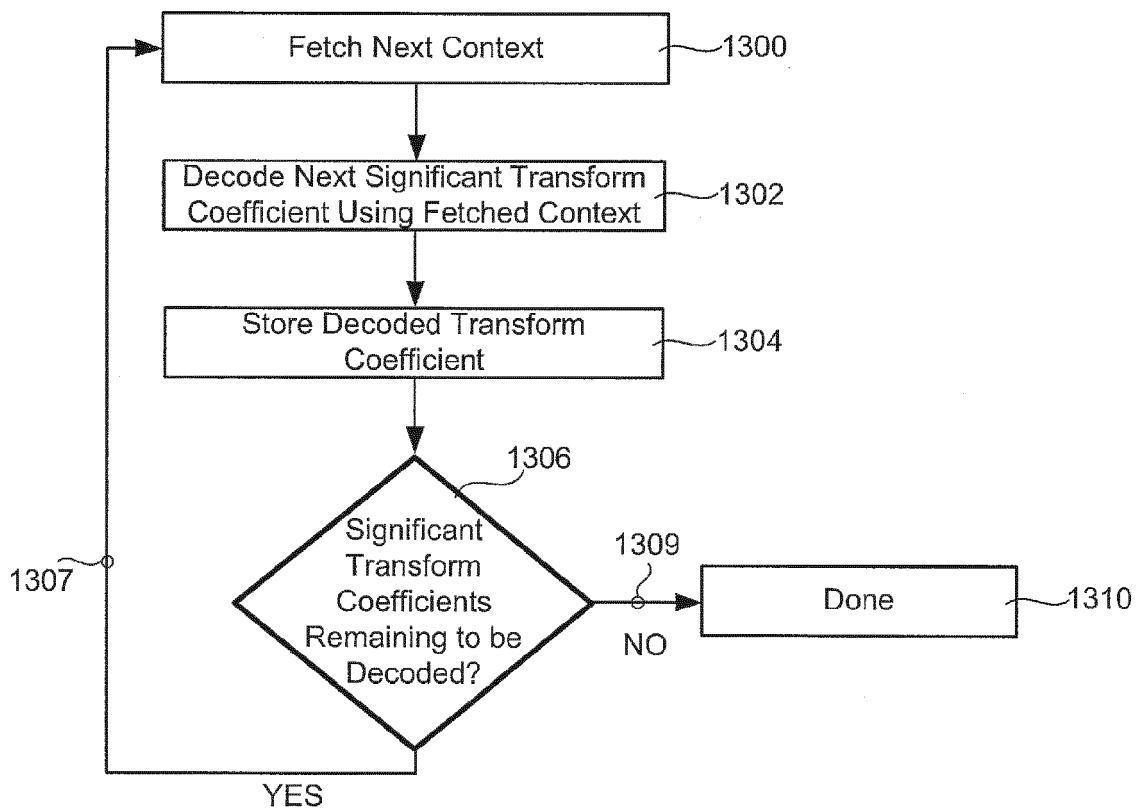 Fetch Next Context
1300
Decode Next Significant Transform
Coefficient Using Fetched Context
1302
Store Decoded Transform
Coefficient
1304
1306
Significant
Transform
Coefficients
Remaining to be
Decoded?
1307
1309
NO
Done
1310
YES